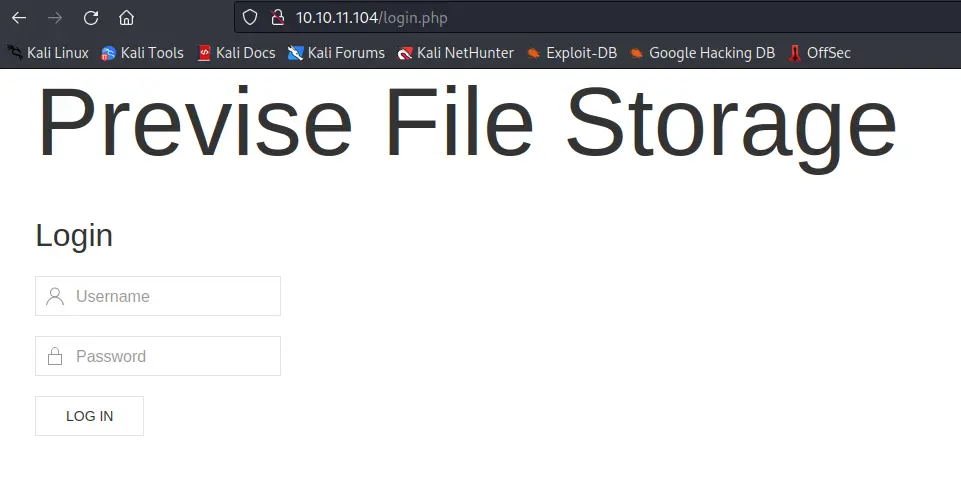 10.10.11.104/login.php
Kali Linux Kali Tools Kali Docs Kali Forums Kali NetHunter Exploit-DB Google Hacking DB OffSec
Previse File Storage
Login
Username
Password
LOG IN